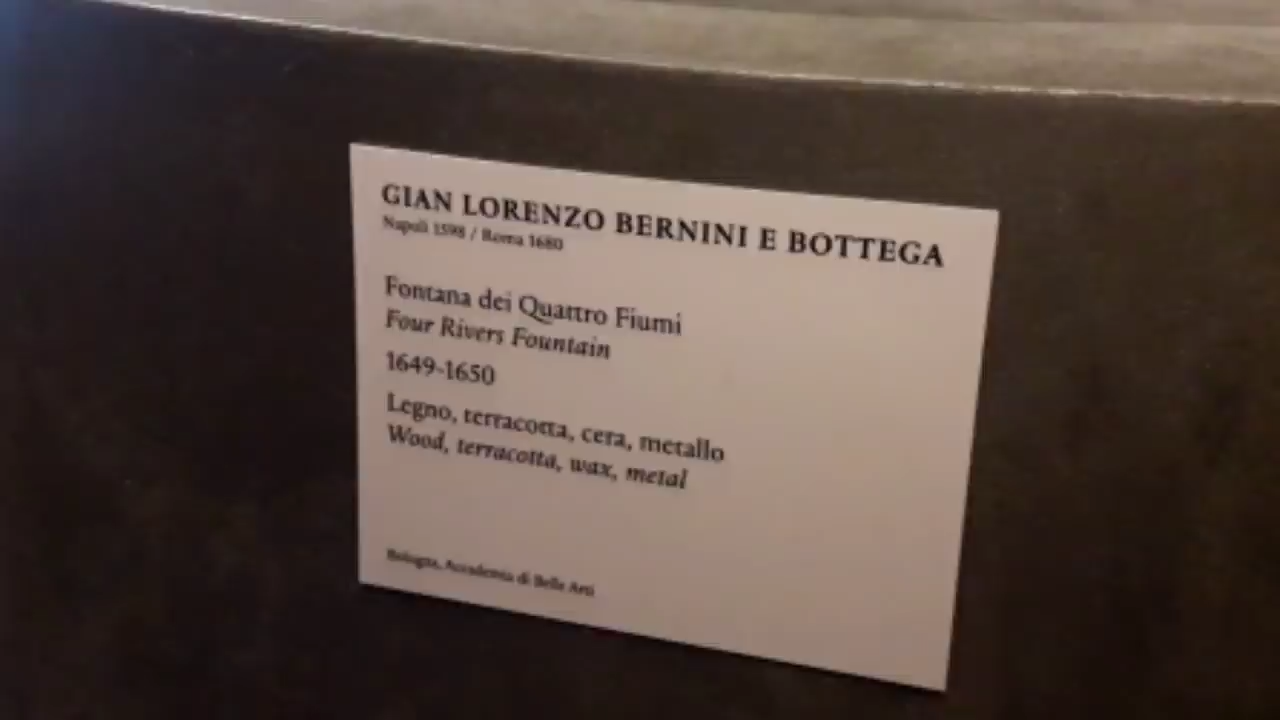 GIAN LORENZO BERNINI E BOTTEGA
Napoli 1598 / Roma 1680
Fontana dei Quattro Fiumi
Four Rivers Fountain
1649-1650
Legno, terracotta, cera, metallo
Wood, terracotta, wax, metal
Bologna, Accademia di Belle Arti